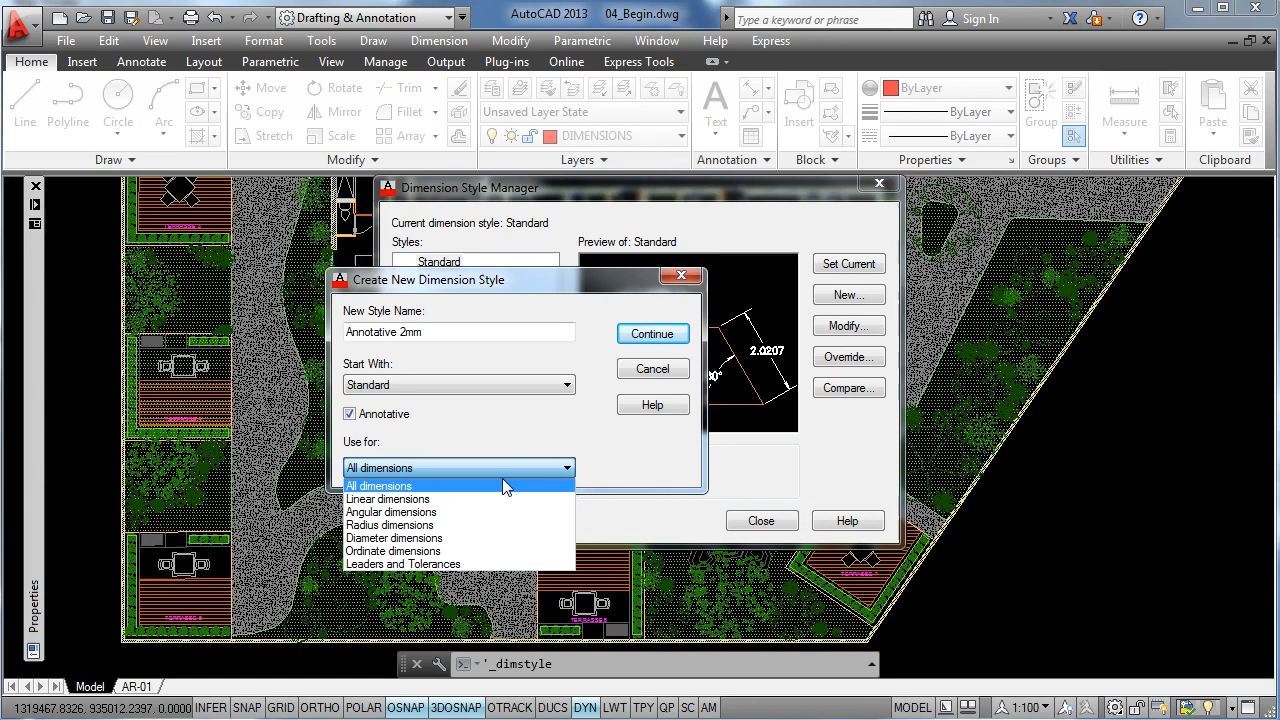 Drafting & Annotation
AutoCAD 2013 04_Begin.dwg
Type a keyword or phrase
Sign In
File Edit View Insert Format Tools Draw Dimension Modify Parametric Window Help Express
Home Insert Annotate Layout Parametric View Manage Output Plug-ins Online Express Tools
Line Polyline Circle Arc
Move Rotate Trim
Copy Mirror Fillet
Stretch Scale Array
Unsaved Layer State
DIMENSIONS
Text
Insert
ByLayer
ByLayer
ByLayer
Group
Measure
Paste
Draw Modify Layers Annotation Block Properties Groups Utilities Clipboard
Dimension Style Manager
Current dimension style: Standard
Styles:
Standard
Preview of: Standard
2.0207
Set Current
New...
Modify...
Override...
Compare...
Close
Help
Create New Dimension Style
New Style Name:
Annotative 2mm
Continue
Start With:
Standard
Cancel
Annotative
Help
Use for:
All dimensions
All dimensions
Linear dimensions
Angular dimensions
Radius dimensions
Diameter dimensions
Ordinate dimensions
Leaders and Tolerances
Properties
'_dimstyle
Model AR-01
1319467.8326, 935012.2397, 0.0000 INFER SNAP GRID ORTHO POLAR OSNAP 3DOSNAP OTRACK DUCS DYN LWT TPY QP SC AM MODEL 1:100